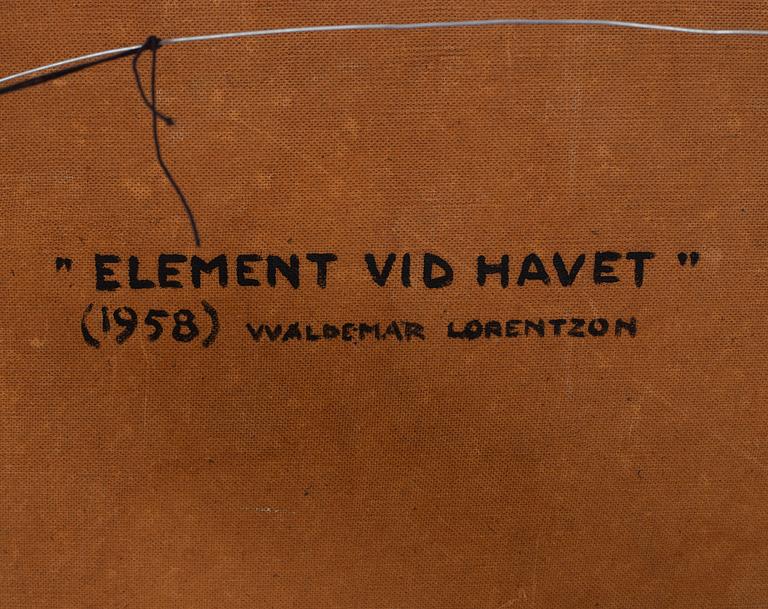 " ELEMENT VID HAVET "
(1958) WALDEMAR LORENTZON